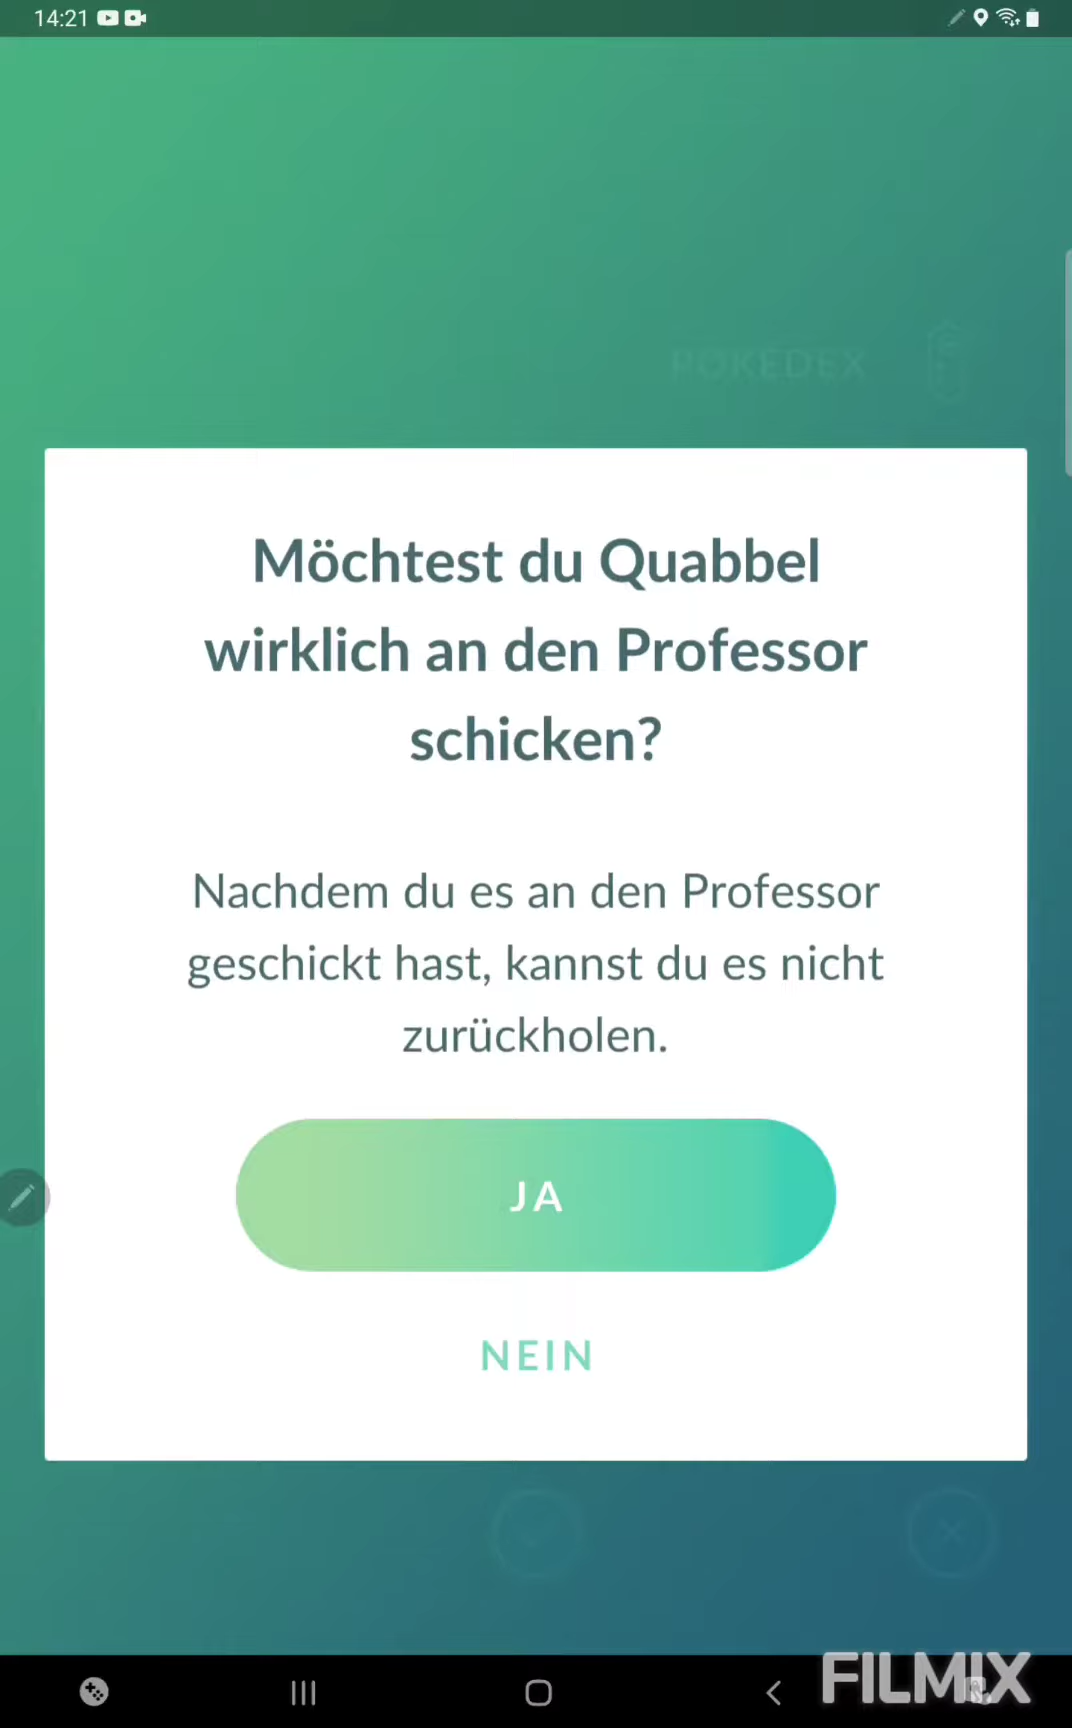 14:21
POKÉDEX
Möchtest du Quabbel
wirklich an den Professor
schicken?
Nachdem du es an den Professor
geschickt hast, kannst du es nicht
zurückholen.
JA
NEIN
FILMIX